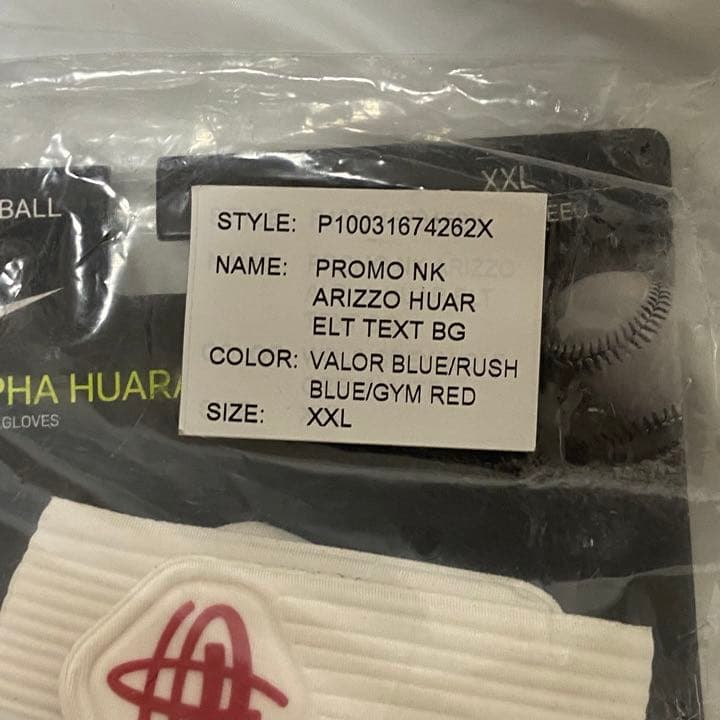 BALL
XXL
STYLE: P10031674262X
NAME: PROMO NK
ARIZZO HUAR
ELT TEXT BG
COLOR: VALOR BLUE/RUSH
BLUE/GYM RED
SIZE: XXL
PHA HUARA
GLOVES